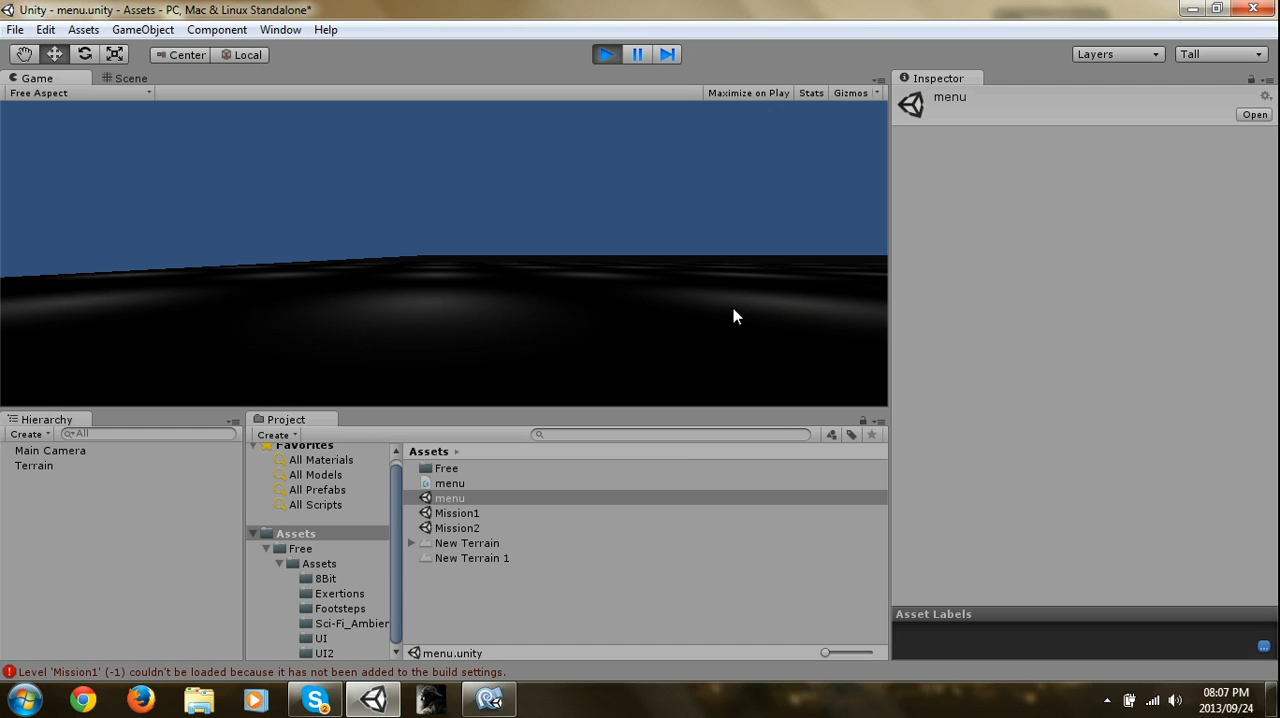 Unity - menu.unity - Assets - PC, Mac & Linux Standalone*
File Edit Assets GameObject Component Window Help
Center Local Layers Tall
Game Scene Inspector
Free Aspect Maximize on Play Stats Gizmos
menu
Open
Hierarchy Project
Create All Create
Main Camera
Terrain
Favorites
All Materials
All Models
All Prefabs
All Scripts
Assets
Free
Assets
8Bit
Exertions
Footsteps
Sci-Fi_Ambier
UI
UI2
Assets
Free
menu
menu
Mission1
Mission2
New Terrain
New Terrain 1
menu.unity
Asset Labels
Level 'Mission1' (-1) couldn't be loaded because it has not been added to the build settings.
2
08:07 PM
2013/09/24